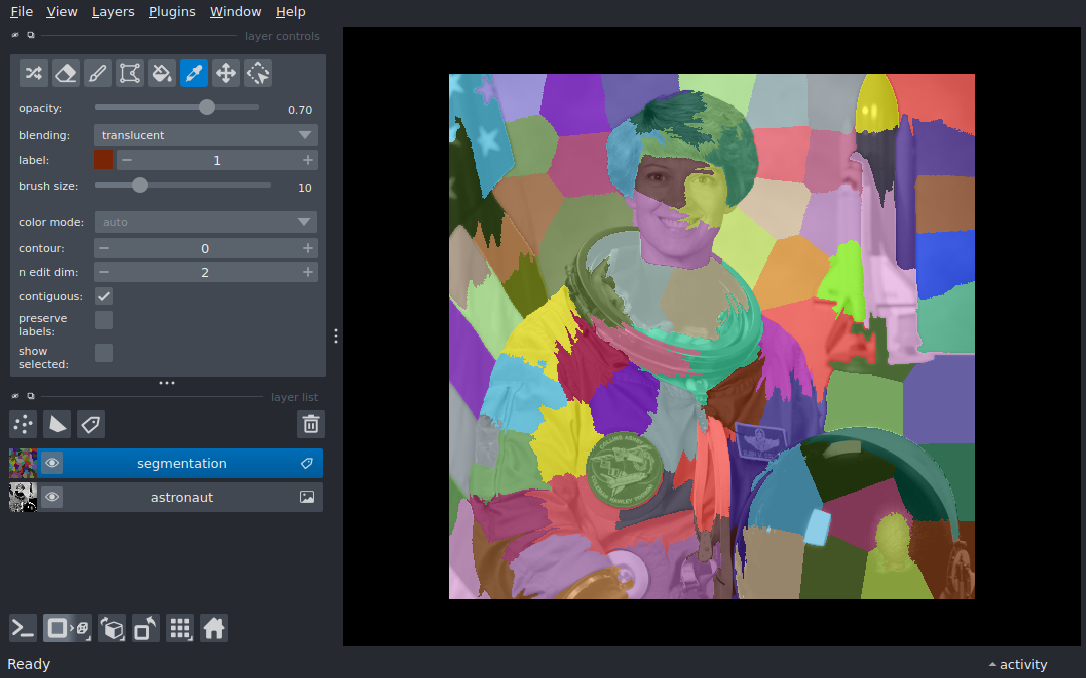 File View Layers Plugins Window Help
layer controls
opacity: 0.70
blending: translucent
label: 1
brush size: 10
color mode: auto
contour: 0
n edit dim: 2
contiguous:
preserve
labels:
show
selected:
layer list
segmentation
astronaut
Ready
activity